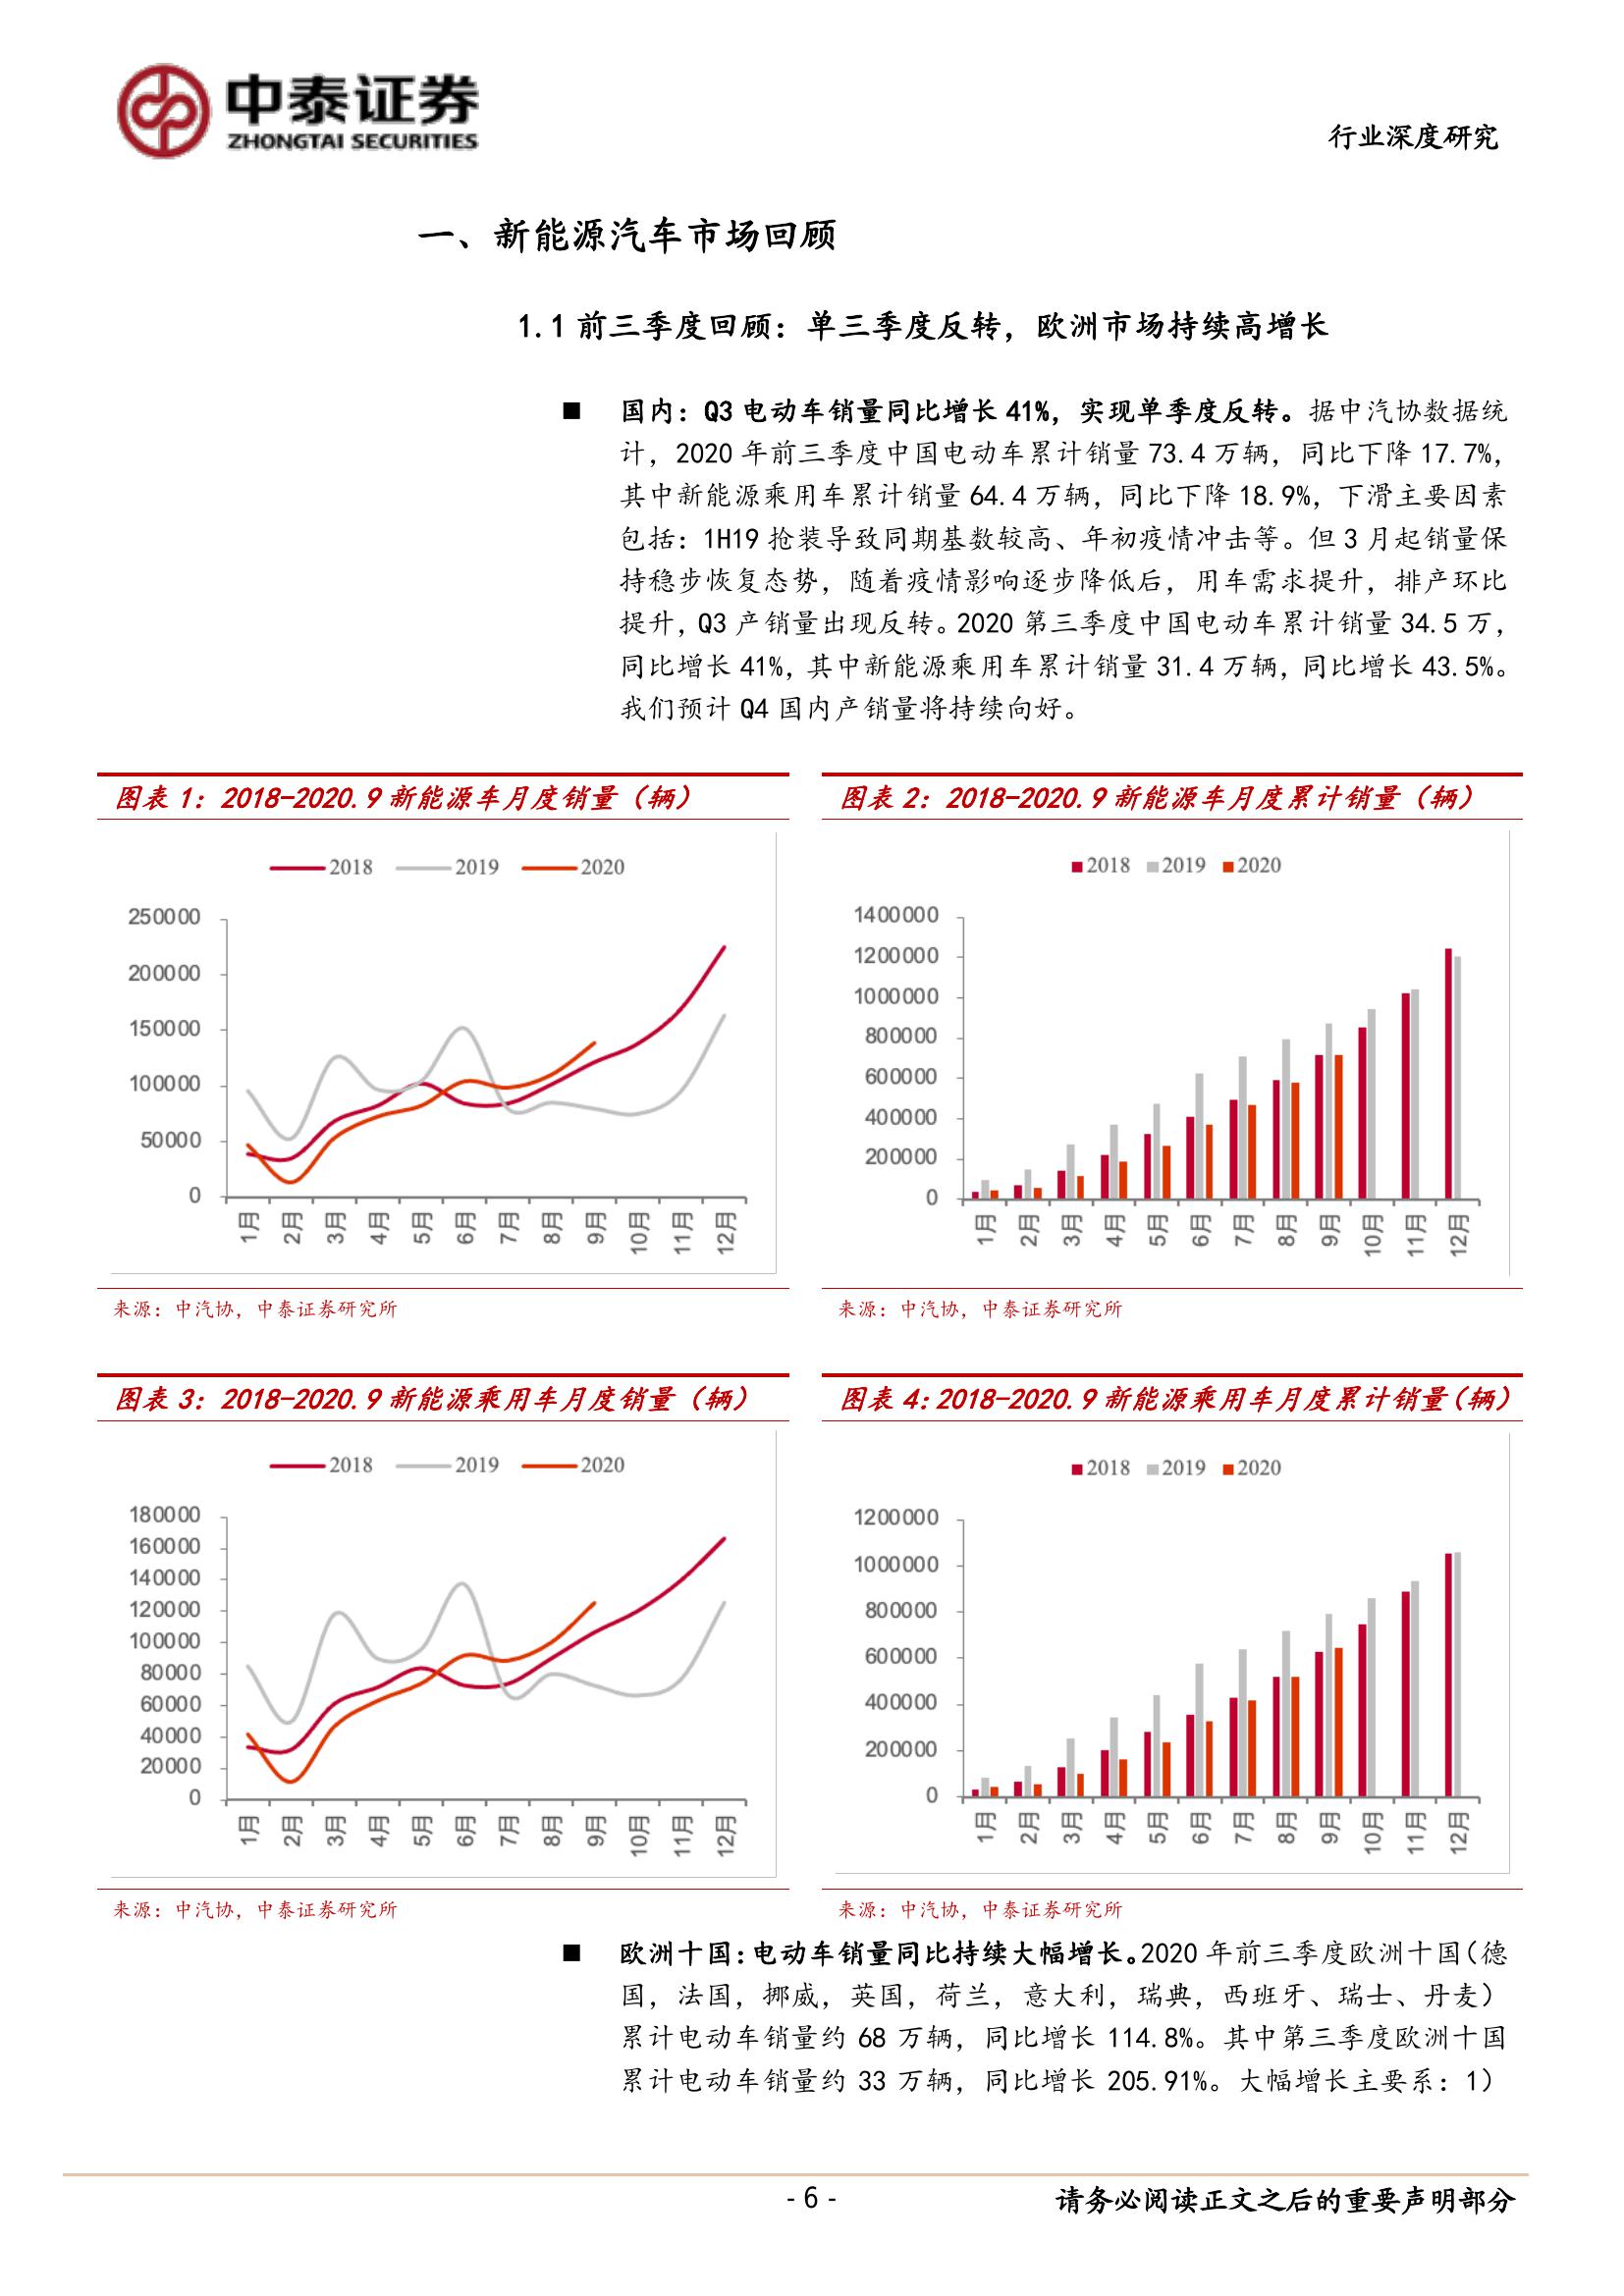 中泰证券
ZHONGTAI SECURITIES
行业深度研究
一、新能源汽车市场回顾
1.1 前三季度回顾：单三季度反转，欧洲市场持续高增长
■ 国内：Q3 电动车销量同比增长 41%，实现单季度反转。据中汽协数据统
计，2020 年前三季度中国电动车累计销量 73.4 万辆，同比下降 17.7%，
其中新能源乘用车累计销量 64.4 万辆，同比下降 18.9%，下滑主要因素
包括：1H19 抢装导致同期基数较高、年初疫情冲击等。但 3 月起销量保
持稳步恢复态势，随着疫情影响逐步降低后，用车需求提升，排产环比
提升，Q3 产销量出现反转。2020 第三季度中国电动车累计销量 34.5 万，
同比增长 41%，其中新能源乘用车累计销量 31.4 万辆，同比增长 43.5%。
我们预计 Q4 国内产销量将持续向好。
图表 1：2018-2020.9 新能源车月度销量（辆）
2018 2019 2020
250000
200000
150000
100000
50000
0
1月 2月 3月 4月 5月 6月 7月 8月 9月 10月 11月 12月
来源：中汽协，中泰证券研究所
图表 2：2018-2020.9 新能源车月度累计销量（辆）
2018 2019 2020
1400000
1200000
1000000
800000
600000
400000
200000
0
1月 2月 3月 4月 5月 6月 7月 8月 9月 10月 11月 12月
来源：中汽协，中泰证券研究所
图表 3：2018-2020.9 新能源乘用车月度销量（辆）
2018 2019 2020
180000
160000
140000
120000
100000
80000
60000
40000
20000
0
1月 2月 3月 4月 5月 6月 7月 8月 9月 10月 11月 12月
来源：中汽协，中泰证券研究所
图表 4：2018-2020.9 新能源乘用车月度累计销量（辆）
2018 2019 2020
1200000
1000000
800000
600000
400000
200000
0
1月 2月 3月 4月 5月 6月 7月 8月 9月 10月 11月 12月
来源：中汽协，中泰证券研究所
■ 欧洲十国：电动车销量同比持续大幅增长。2020 年前三季度欧洲十国（德
国，法国，挪威，英国，荷兰，意大利，瑞典，西班牙、瑞士、丹麦）
累计电动车销量约 68 万辆，同比增长 114.8%。其中第三季度欧洲十国
累计电动车销量约 33 万辆，同比增长 205.91%。大幅增长主要系：1）
- 6 -
请务必阅读正文之后的重要声明部分